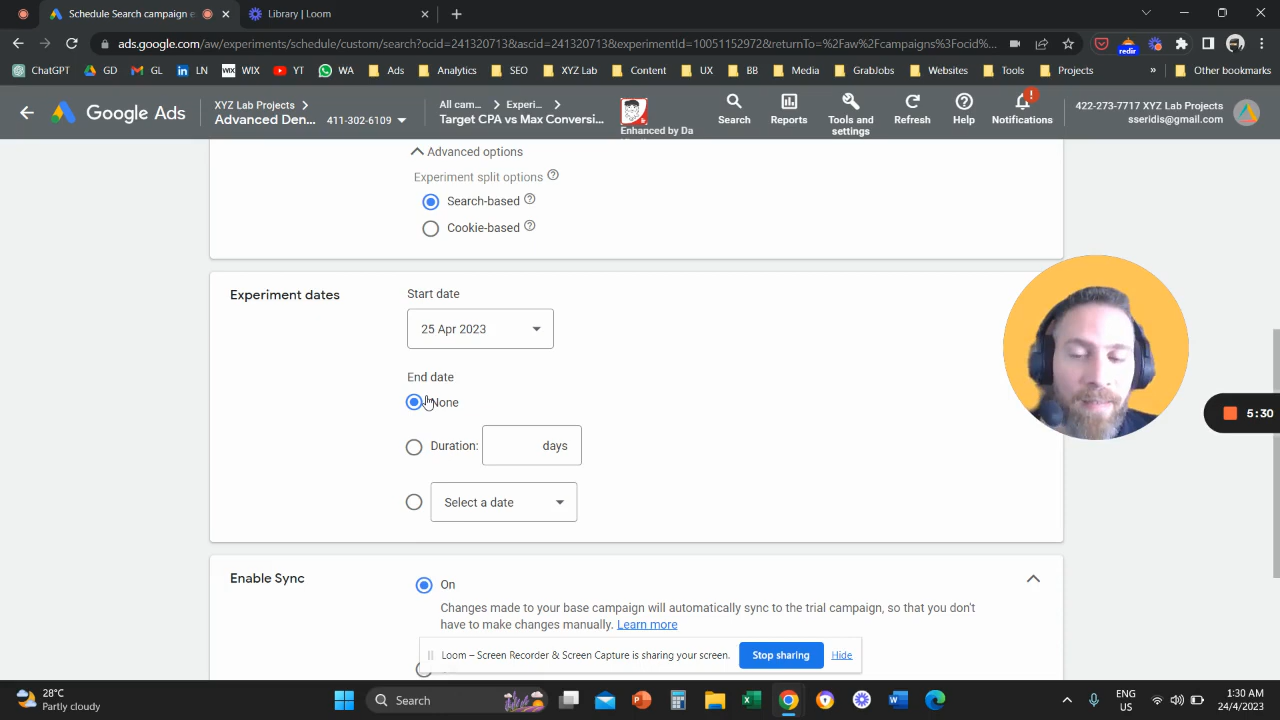 Schedule Search campaign e
Library | Loom
ads.google.com/aw/experiments/schedule/custom/search?cid=241320713&ascid=241320713&experimentId=10051152972&returnTo=%2Faw%2Fcampaigns%3Focid%...
ChatGPT GD GL LN WIX YT WA Ads Analytics SEO XYZ Lab Content UX BB Media GrabJobs Websites Tools Projects » Other bookmarks
redir
Google Ads
XYZ Lab Projects
Advanced Den... 411-302-6109
All cam... Experi...
Target CPA vs Max Conversi...
Enhanced by Da
Search
Reports
Tools and
settings
Refresh
Help
Notifications
422-273-7717 XYZ Lab Projects
sseridis@gmail.com
Advanced options
Experiment split options
Search-based
Cookie-based
Experiment dates
Start date
25 Apr 2023
End date
None
Duration: days
Select a date
Enable Sync
On
Changes made to your base campaign will automatically sync to the trial campaign, so that you don't
have to make changes manually. Learn more
Loom – Screen Recorder & Screen Capture is sharing your screen. Stop sharing Hide
5:30
28°C
Partly cloudy
Search
ENG
US
1:30 AM
24/4/2023